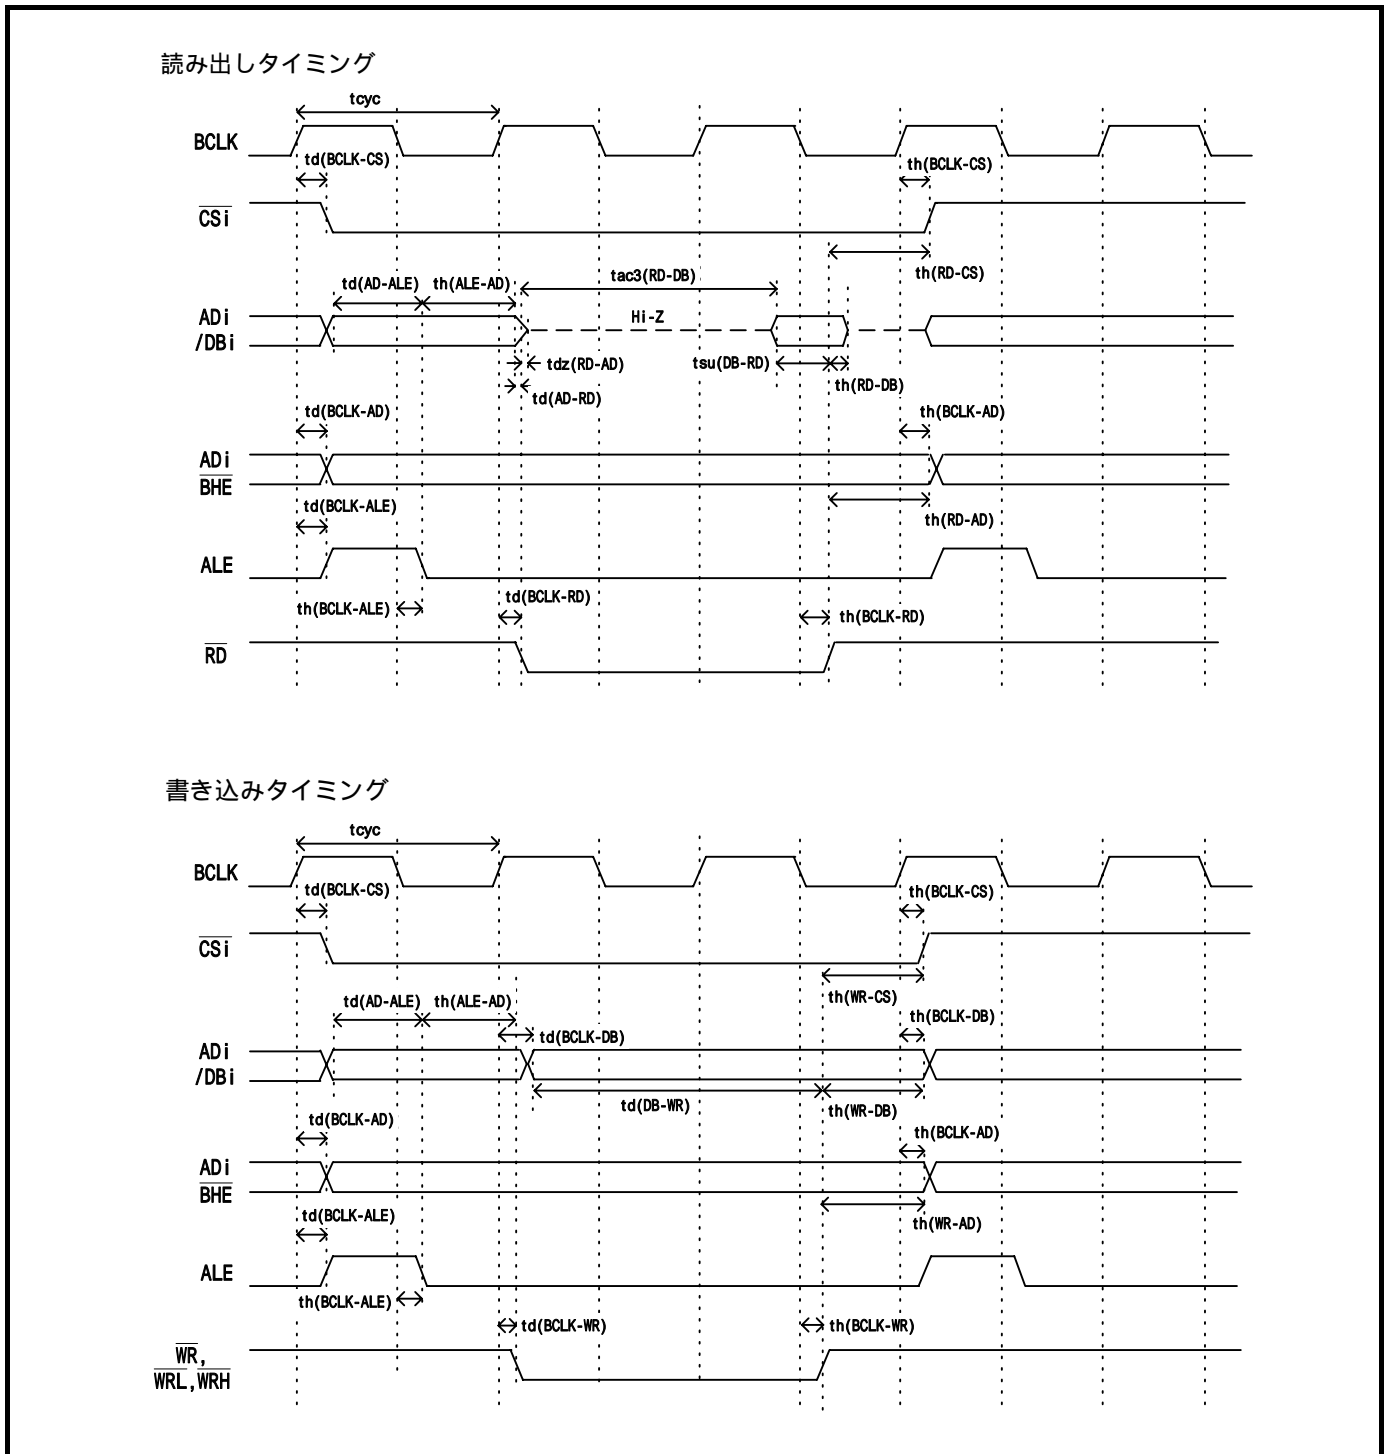 読み出しタイミング
tcyc
BCLK
td(BCLK-CS)
th(BCLK-CS)
CSi
th(RD-CS)
td(AD-ALE)
th(ALE-AD)
tac3(RD-DB)
ADi
/DBi
Hi-Z
tdz(RD-AD)
tsu(DB-RD)
th(RD-DB)
td(AD-RD)
td(BCLK-AD)
th(BCLK-AD)
ADi
BHE
td(BCLK-ALE)
th(RD-AD)
ALE
th(BCLK-ALE)
td(BCLK-RD)
th(BCLK-RD)
RD
書き込みタイミング
tcyc
BCLK
td(BCLK-CS)
th(BCLK-CS)
CSi
th(WR-CS)
td(AD-ALE)
th(ALE-AD)
td(BCLK-DB)
th(BCLK-DB)
ADi
/DBi
td(DB-WR)
th(WR-DB)
td(BCLK-AD)
th(BCLK-AD)
ADi
BHE
td(BCLK-ALE)
th(WR-AD)
ALE
th(BCLK-ALE)
td(BCLK-WR)
th(BCLK-WR)
WR,
WRL,WRH